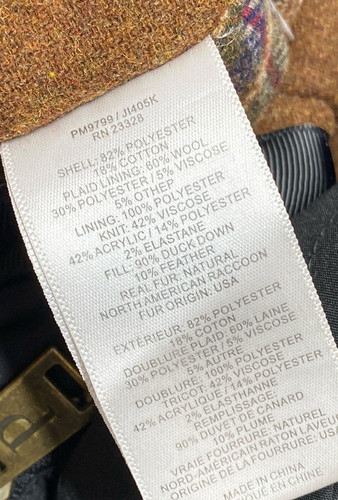 PM9799 / JI405K
RN 23328
SHELL: 82% POLYESTER
18% COTTON
PLAID LINING: 60% WOOL
30% POLYESTER / 5% VISCOSE
5% OTHER
LINING: 100% POLYESTER
KNIT: 42% VISCOSE
42% ACRYLIC / 14% POLYESTER
2% ELASTANE
FILL: 90% DUCK DOWN
10% FEATHER
REAL FUR: NATURAL
NORTH AMERICAN RACCOON
FUR ORIGIN: USA
EXTÉRIEUR: 82% POLYESTER
18% COTON
DOUBLURE PLAID: 60% LAINE
30% POLYESTER / 5% VISCOSE
5% AUTRE
DOUBLURE: 100% POLYESTER
TRICOT: 42% VISCOSE
42% ACRYLIQUE / 14% POLYESTER
2% ELASTHANNE
REMPLISSAGE:
90% DUVET DE CANARD
10% PLUME
VRAIE FOURRURE: NATUREL
NORD-AMÉRICAIN RATON LAVEUR
ORIGINE DE LA FOURRURE: USA
MADE IN CHINA
EN CHINE